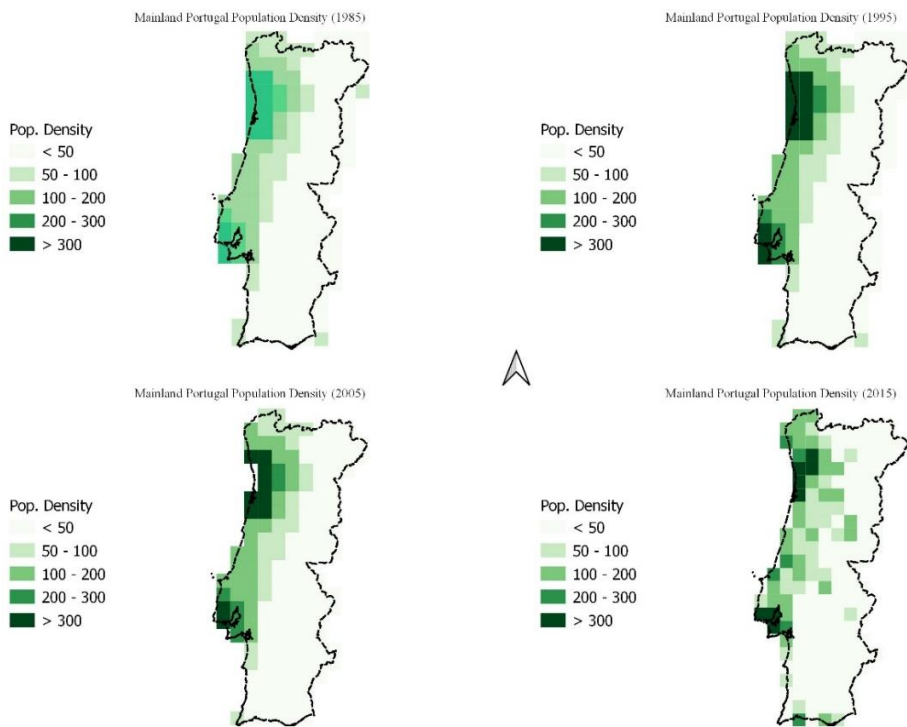 Mainland Portugal Population Density (1985)
Pop. Density
< 50
50 - 100
100 - 200
200 - 300
> 300
Mainland Portugal Population Density (1995)
Pop. Density
< 50
50 - 100
100 - 200
200 - 300
> 300
Mainland Portugal Population Density (2005)
Pop. Density
< 50
50 - 100
100 - 200
200 - 300
> 300
Mainland Portugal Population Density (2015)
Pop. Density
< 50
50 - 100
100 - 200
200 - 300
> 300